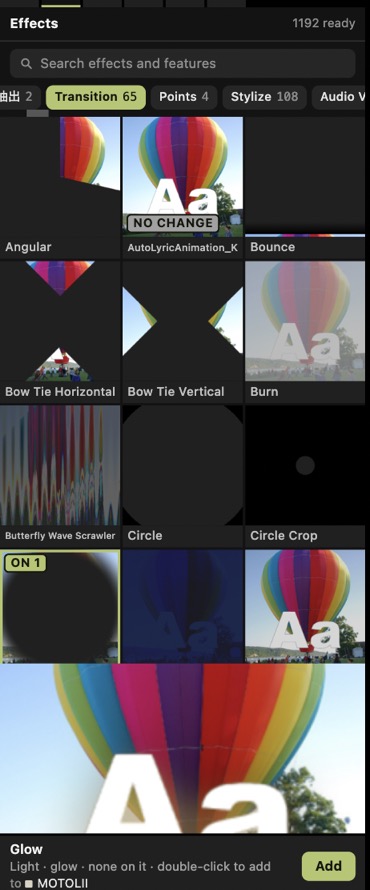 Effects
1192 ready
Search effects and features
抽出 2
Transition 65
Points 4
Stylize 108
Audio V
Aa
NO CHANGE
Angular
AutoLyricAnimation_K
Bounce
A
Aa
Bow Tie Horizontal
Bow Tie Vertical
Burn
Butterfly Wave Scrawler
Circle
Circle Crop
ON 1
Aa
Aa
Aa
Glow
Light · glow · none on it · double-click to add
to MOTOLII
Add